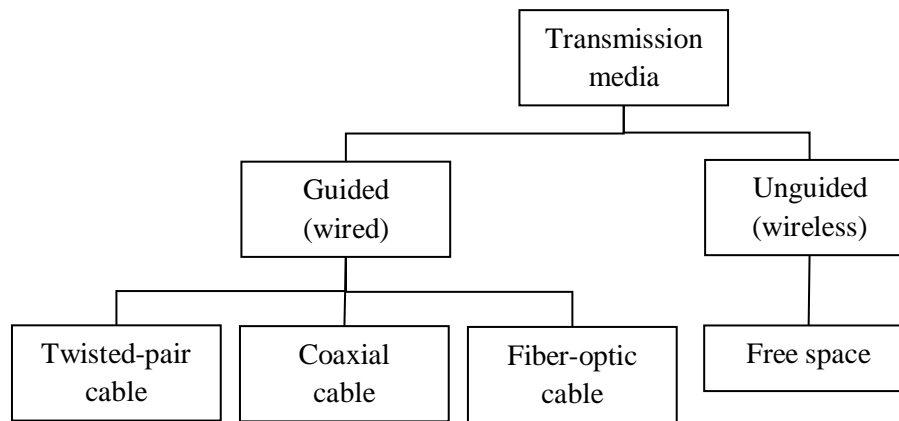 Transmission
media
Guided
(wired)
Unguided
(wireless)
Twisted-pair
cable
Coaxial
cable
Fiber-optic
cable
Free space